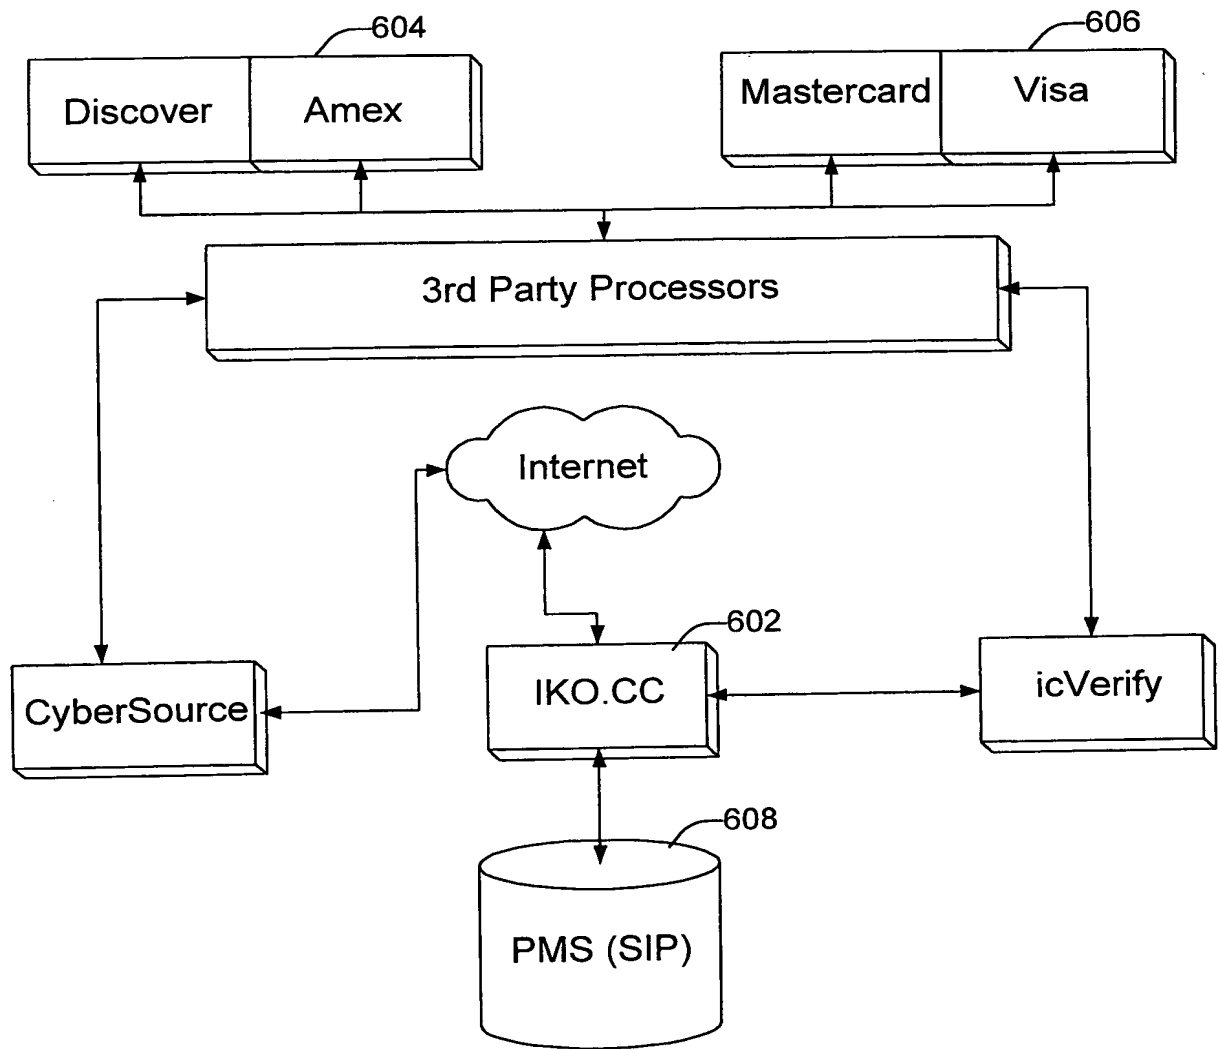 604
606
Discover
Amex
Mastercard
Visa
3rd Party Processors
Internet
602
CyberSource
IKO.CC
icVerify
608
PMS (SIP)